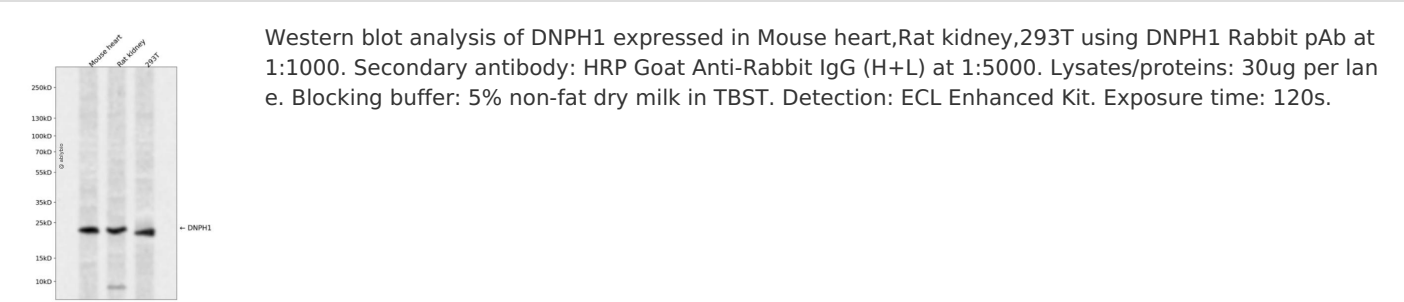 Mouse heart
Rat kidney
293T
250kD
130kD
100kD
70kD
55kD
35kD
25kD
15kD
10kD
@ abybio
← DNPH1
Western blot analysis of DNPH1 expressed in Mouse heart,Rat kidney,293T using DNPH1 Rabbit pAb at
1:1000. Secondary antibody: HRP Goat Anti-Rabbit IgG (H+L) at 1:5000. Lysates/proteins: 30ug per lan
e. Blocking buffer: 5% non-fat dry milk in TBST. Detection: ECL Enhanced Kit. Exposure time: 120s.